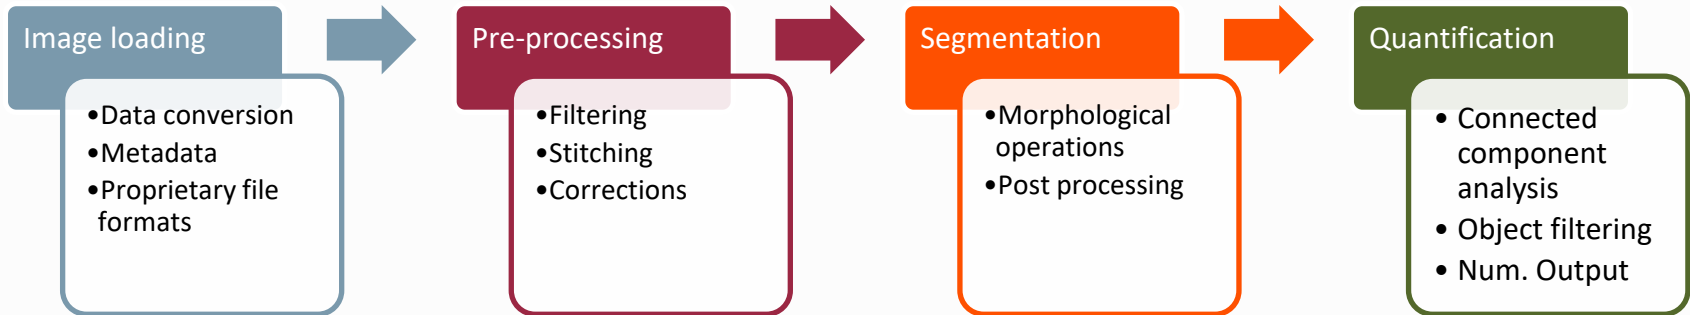 Image loading
•Data conversion
•Metadata
•Proprietary file
formats
Pre-processing
•Filtering
•Stitching
•Corrections
Segmentation
•Morphological
operations
•Post processing
Quantification
• Connected
component
analysis
• Object filtering
• Num. Output